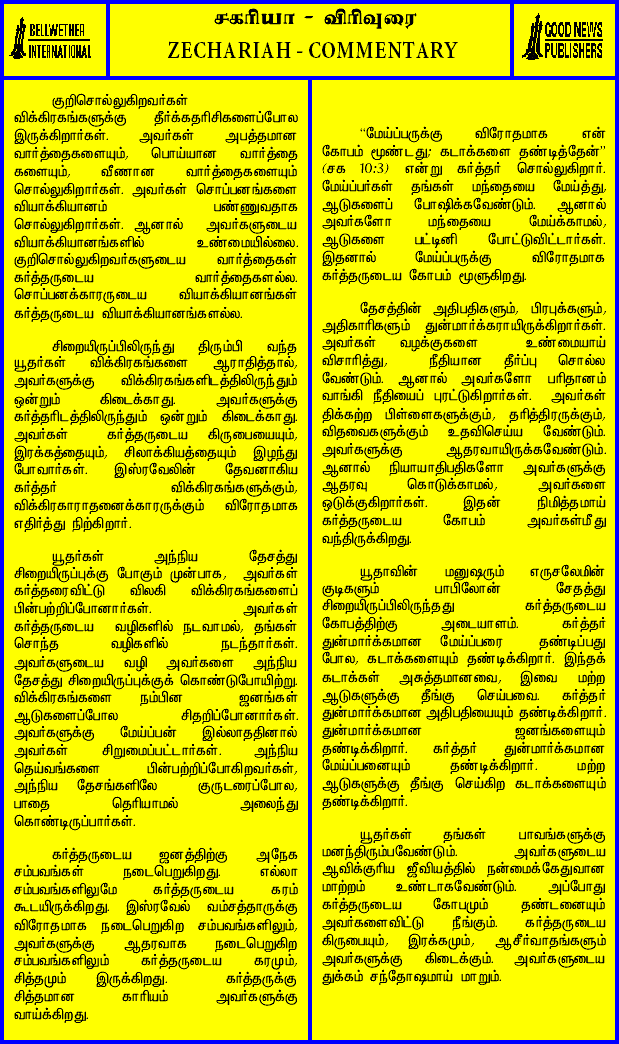 BELLWETHER
INTERNATIONAL
சகரியா - விரிவுரை
ZECHARIAH - COMMENTARY
GOOD NEWS
PUBLISHERS
குறிசொல்லுகிறவர்கள்
விக்கிரகங்களுக்கு தீர்க்கதரிசிகளைப்போல
இருக்கிறார்கள். அவர்கள் அபத்தமான
வார்த்தைகளையும், பொய்யான வார்த்தை
களையும், வீணான வார்த்தைகளையும்
சொல்லுகிறார்கள். அவர்கள் சொப்பனங்களை
வியாக்கியானம் பண்ணுவதாக
சொல்லுகிறார்கள். ஆனால் அவர்களுடைய
வியாக்கியானங்களில் உண்மையில்லை.
குறிசொல்லுகிறவர்களுடைய வார்த்தைகள்
கர்த்தருடைய வார்த்தைகளல்ல.
சொப்பனக்காரருடைய வியாக்கியானங்கள்
கர்த்தருடைய வியாக்கியானங்களல்ல.
சிறையிருப்பிலிருந்து திரும்பி வந்த
யூதர்கள் விக்கிரகங்களை ஆராதித்தால்,
அவர்களுக்கு விக்கிரகங்களிடத்திலிருந்தும்
ஒன்றும் கிடைக்காது. அவர்களுக்கு
கர்த்தரிடத்திலிருந்தும் ஒன்றும் கிடைக்காது.
அவர்கள் கர்த்தருடைய கிருபையையும்,
இரக்கத்தையும், சிலாக்கியத்தையும் இழந்து
போவார்கள். இஸ்ரவேலின் தேவனாகிய
கர்த்தர் விக்கிரகங்களுக்கும்,
விக்கிரகாராதனைக்காரருக்கும் விரோதமாக
எதிர்த்து நிற்கிறார்.
யூதர்கள் அந்நிய தேசத்து
சிறையிருப்புக்கு போகும் முன்பாக, அவர்கள்
கர்த்தரைவிட்டு விலகி விக்கிரகங்களைப்
பின்பற்றிப்போனார்கள். அவர்கள்
கர்த்தருடைய வழிகளில் நடவாமல், தங்கள்
சொந்த வழிகளில் நடந்தார்கள்.
அவர்களுடைய வழி அவர்களை அந்நிய
தேசத்து சிறையிருப்புக்குக் கொண்டுபோயிற்று.
விக்கிரகங்களை நம்பின ஜனங்கள்
ஆடுகளைப்போல சிதறிப்போனார்கள்.
அவர்களுக்கு மேய்ப்பன் இல்லாததினால்
அவர்கள் சிறுமைப்பட்டார்கள். அந்நிய
தெய்வங்களை பின்பற்றிப்போகிறவர்கள்,
அந்நிய தேசங்களிலே குருடரைப்போல,
பாதை தெரியாமல் அலைந்து
கொண்டிருப்பார்கள்.
கர்த்தருடைய ஜனத்திற்கு அநேக
சம்பவங்கள் நடைபெறுகிறது. எல்லா
சம்பவங்களிலுமே கர்த்தருடைய கரம்
கூடயிருக்கிறது. இஸ்ரவேல் வம்சத்தாருக்கு
விரோதமாக நடைபெறுகிற சம்பவங்களிலும்,
அவர்களுக்கு ஆதரவாக நடைபெறுகிற
சம்பவங்களிலும் கர்த்தருடைய கரமும்,
சித்தமும் இருக்கிறது. கர்த்தருக்கு
சித்தமான காரியம் அவர்களுக்கு
வாய்க்கிறது.
“மேய்ப்பருக்கு விரோதமாக என்
கோபம் மூண்டது; கடாக்களை தண்டித்தேன்”
(சக 10:3) என்று கர்த்தர் சொல்லுகிறார்.
மேய்ப்பர்கள் தங்கள் மந்தையை மேய்த்து,
ஆடுகளைப் போஷிக்கவேண்டும். ஆனால்
அவர்களோ மந்தையை மேய்க்காமல்,
ஆடுகளை பட்டினி போட்டுவிட்டார்கள்.
இதனால் மேய்ப்பருக்கு விரோதமாக
கர்த்தருடைய கோபம் மூளுகிறது.
தேசத்தின் அதிபதிகளும், பிரபுக்களும்,
அதிகாரிகளும் துன்மார்க்கராயிருக்கிறார்கள்.
அவர்கள் வழக்குகளை உண்மையாய்
விசாரித்து, நீதியான தீர்ப்பு சொல்ல
வேண்டும். ஆனால் அவர்களோ பரிதானம்
வாங்கி நீதியைப் புரட்டுகிறார்கள். அவர்கள்
திக்கற்ற பிள்ளைகளுக்கும், தரித்திரருக்கும்,
விதவைகளுக்கும் உதவிசெய்ய வேண்டும்.
அவர்களுக்கு ஆதரவாயிருக்கவேண்டும்.
ஆனால் நியாயாதிபதிகளோ அவர்களுக்கு
ஆதரவு கொடுக்காமல், அவர்களை
ஒடுக்குகிறார்கள். இதன் நிமித்தமாய்
கர்த்தருடைய கோபம் அவர்கள்மீது
வந்திருக்கிறது.
யூதாவின் மனுஷரும் எருசலேமின்
குடிகளும் பாபிலோன் சேதத்து
சிறையிருப்பிலிருந்தது கர்த்தருடைய
கோபத்திற்கு அடையாளம். கர்த்தர்
துன்மார்க்கமான மேய்ப்பரை தண்டிப்பது
போல, கடாக்களையும் தண்டிக்கிறார். இந்தக்
கடாக்கள் அசுத்தமானவை, இவை மற்ற
ஆடுகளுக்கு தீங்கு செய்பவை. கர்த்தர்
துன்மார்க்கமான அதிபதியையும் தண்டிக்கிறார்.
துன்மார்க்கமான ஜனங்களையும்
தண்டிக்கிறார். கர்த்தர் துன்மார்க்கமான
மேய்ப்பனையும் தண்டிக்கிறார். மற்ற
ஆடுகளுக்கு தீங்கு செய்கிற கடாக்களையும்
தண்டிக்கிறார்.
யூதர்கள் தங்கள் பாவங்களுக்கு
மனந்திரும்பவேண்டும். அவர்களுடைய
ஆவிக்குரிய ஜீவியத்தில் நன்மைக்கேதுவான
மாற்றம் உண்டாகவேண்டும். அப்போது
கர்த்தருடைய கோபமும் தண்டனையும்
அவர்களைவிட்டு நீங்கும். கர்த்தருடைய
கிருபையும், இரக்கமும், ஆசீர்வாதங்களும்
அவர்களுக்கு கிடைக்கும். அவர்களுடைய
துக்கம் சந்தோஷமாய் மாறும்.